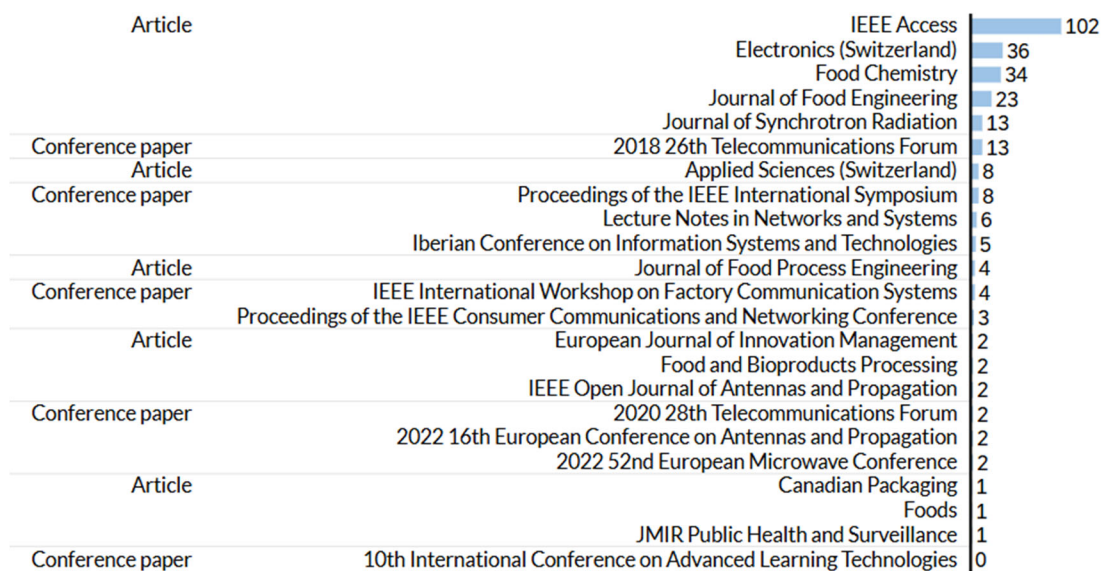 Article IEEE Access 102
Electronics (Switzerland) 36
Food Chemistry 34
Journal of Food Engineering 23
Journal of Synchrotron Radiation 13
Conference paper 2018 26th Telecommunications Forum 13
Article Applied Sciences (Switzerland) 8
Conference paper Proceedings of the IEEE International Symposium 8
Lecture Notes in Networks and Systems 6
Iberian Conference on Information Systems and Technologies 5
Article Journal of Food Process Engineering 4
Conference paper IEEE International Workshop on Factory Communication Systems 4
Proceedings of the IEEE Consumer Communications and Networking Conference 3
Article European Journal of Innovation Management 2
Food and Bioproducts Processing 2
IEEE Open Journal of Antennas and Propagation 2
Conference paper 2020 28th Telecommunications Forum 2
2022 16th European Conference on Antennas and Propagation 2
2022 52nd European Microwave Conference 2
Article Canadian Packaging 1
Foods 1
JMIR Public Health and Surveillance 1
Conference paper 10th International Conference on Advanced Learning Technologies 0